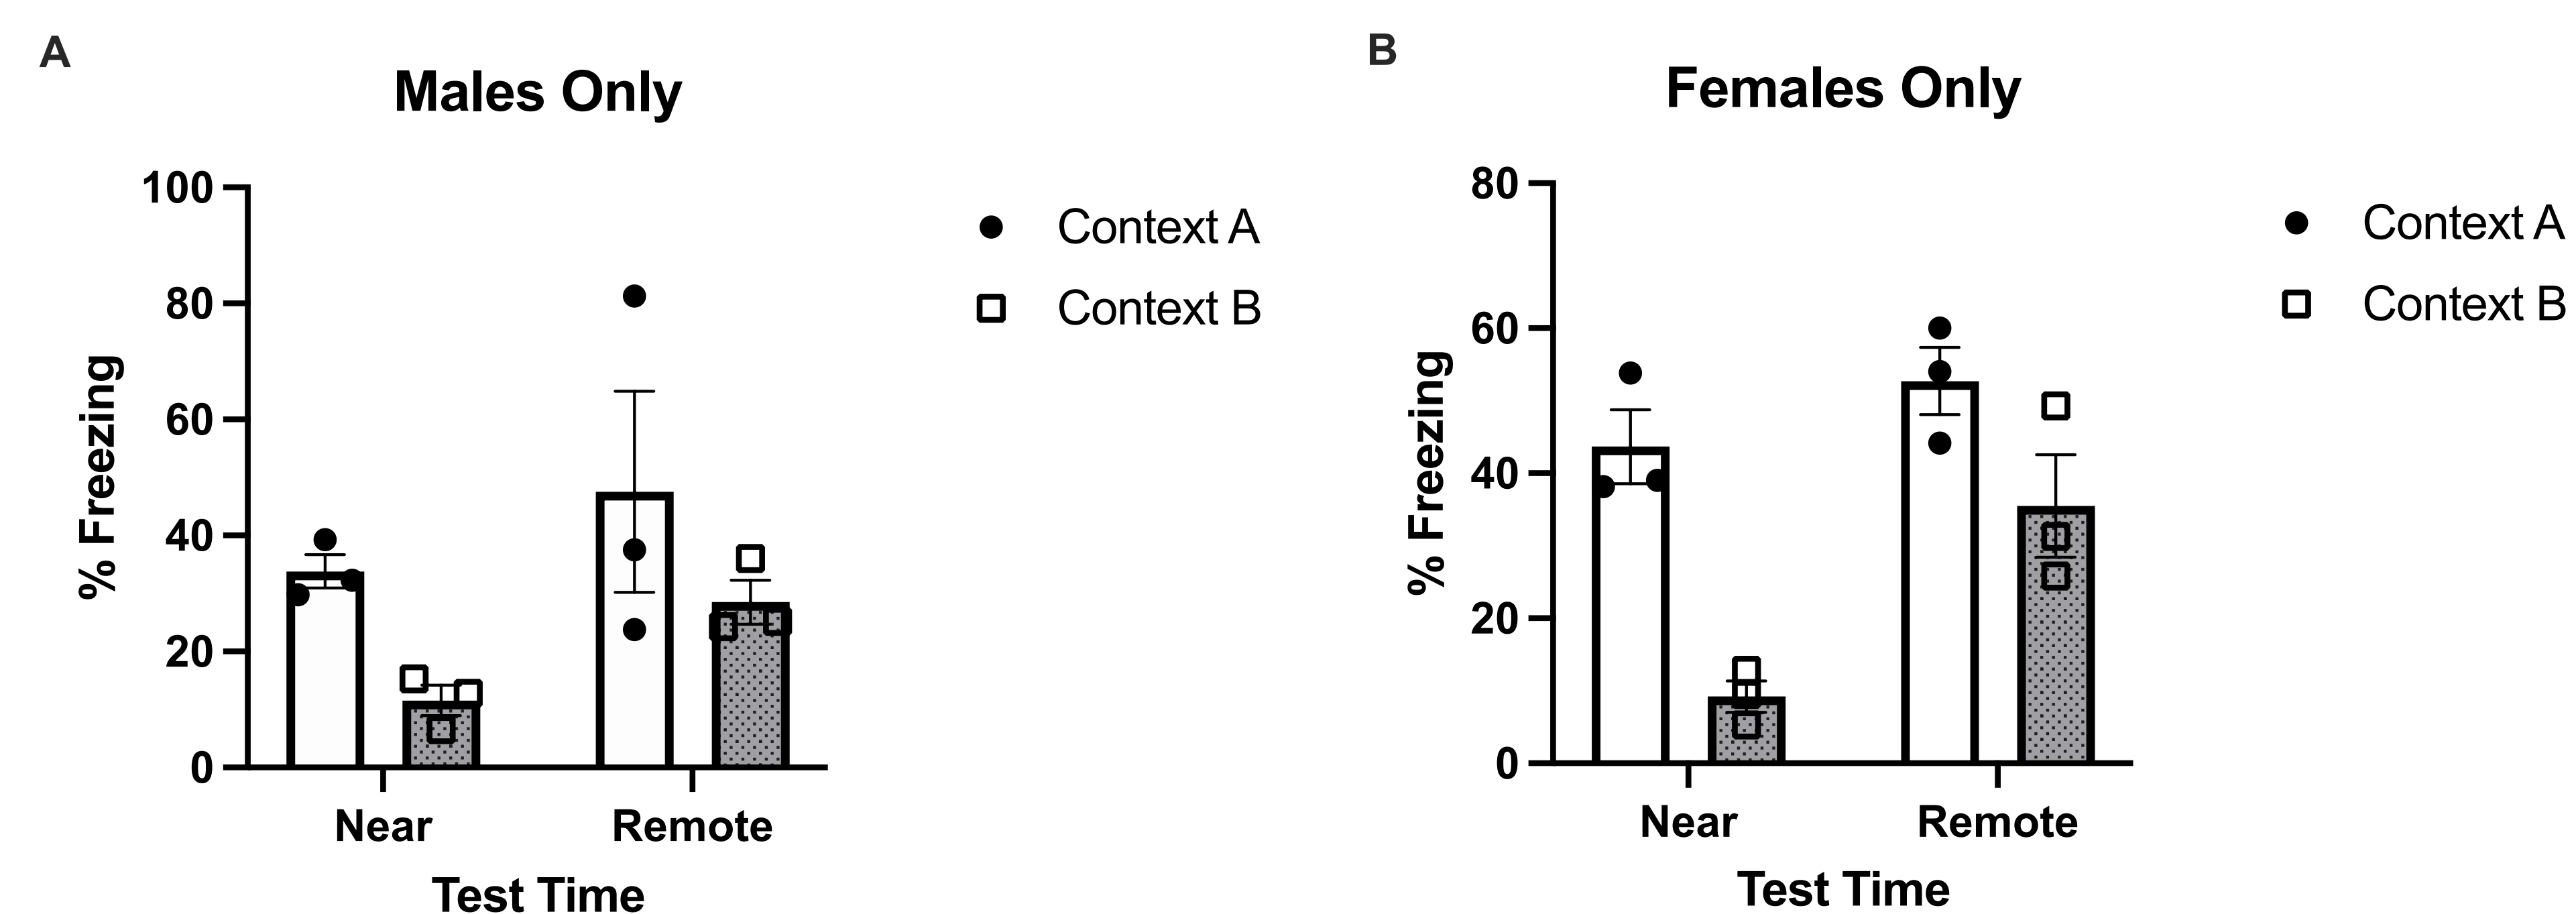 A
Males Only
100
80
60
40
20
0
% Freezing
Near
Remote
Test Time
Context A
Context B
B
Females Only
80
60
40
20
0
% Freezing
Near
Remote
Test Time
Context A
Context B